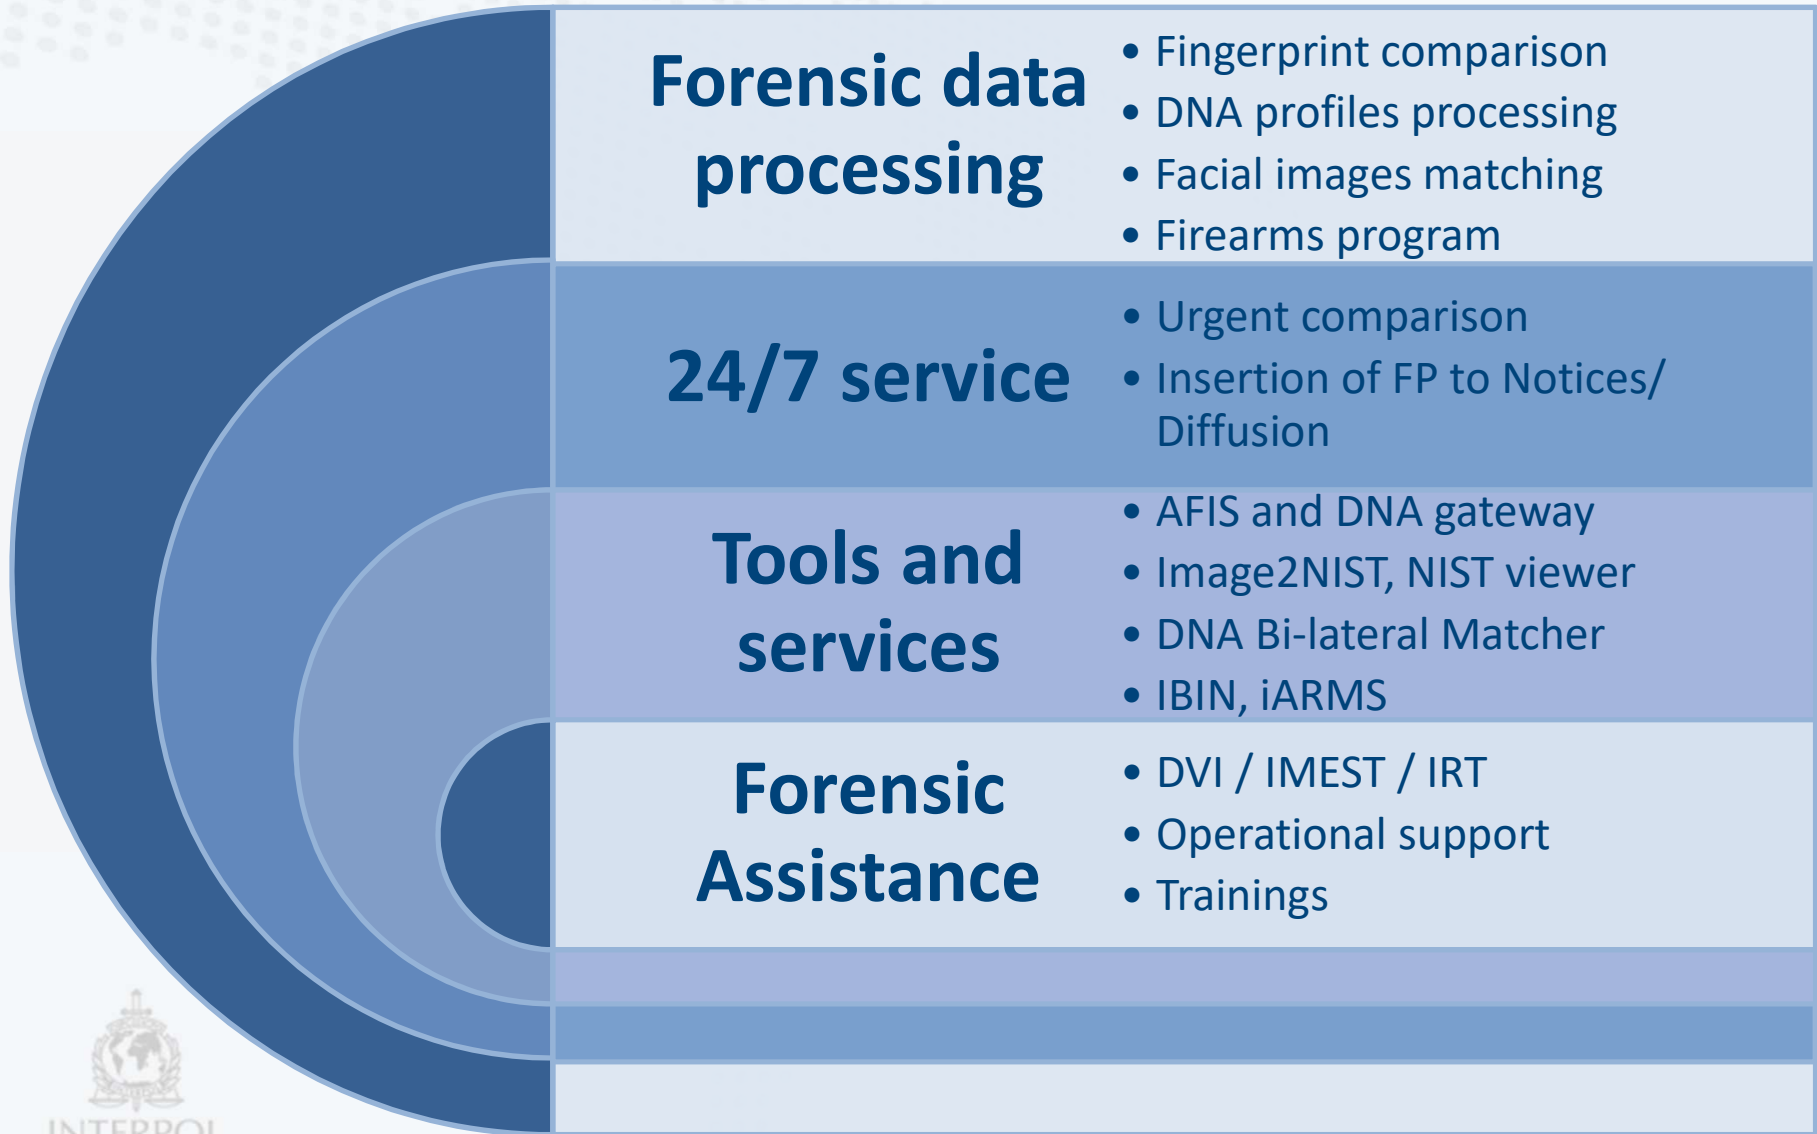 Forensic data
processing
• Fingerprint comparison
• DNA profiles processing
• Facial images matching
• Firearms program
24/7 service
• Urgent comparison
• Insertion of FP to Notices/
Diffusion
Tools and
services
• AFIS and DNA gateway
• Image2NIST, NIST viewer
• DNA Bi-lateral Matcher
• IBIN, iARMS
Forensic
Assistance
• DVI / IMEST / IRT
• Operational support
• Trainings
INTERPOL